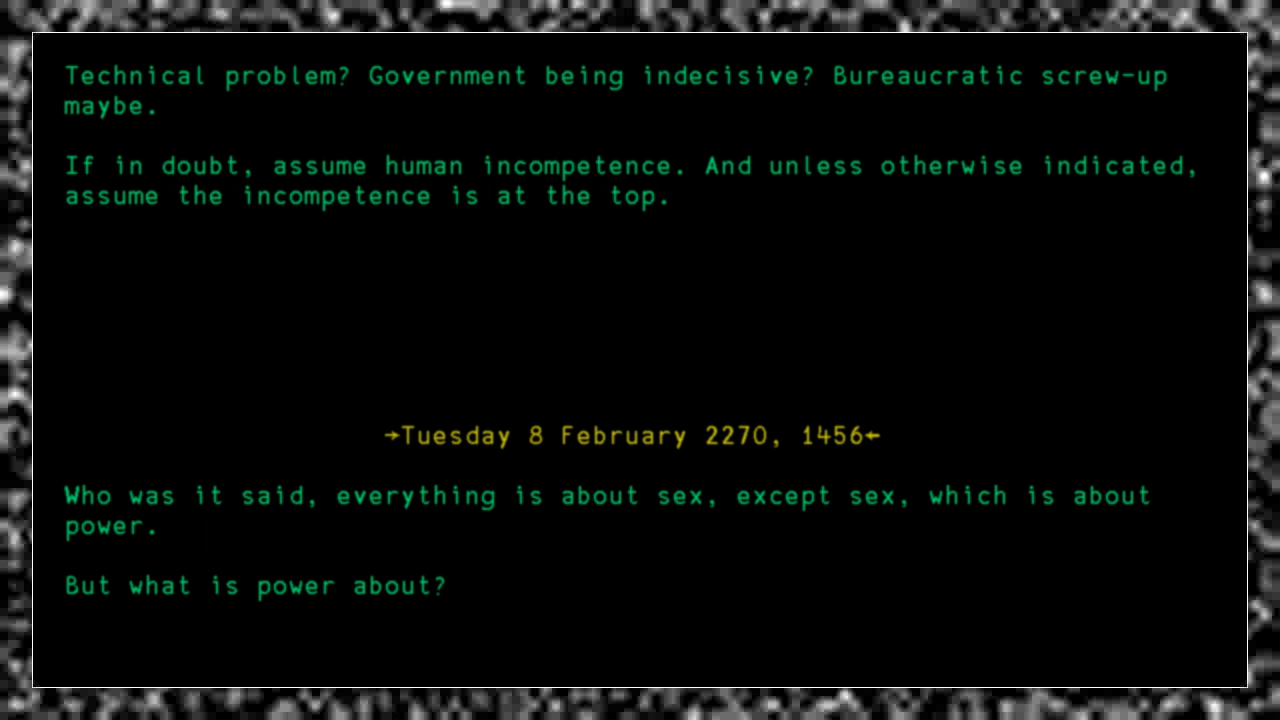 Technical problem? Government being indecisive? Bureaucratic screw-up
maybe.
If in doubt, assume human incompetence. And unless otherwise indicated,
assume the incompetence is at the top.
→Tuesday 8 February 2270, 1456←
Who was it said, everything is about sex, except sex, which is about
power.
But what is power about?